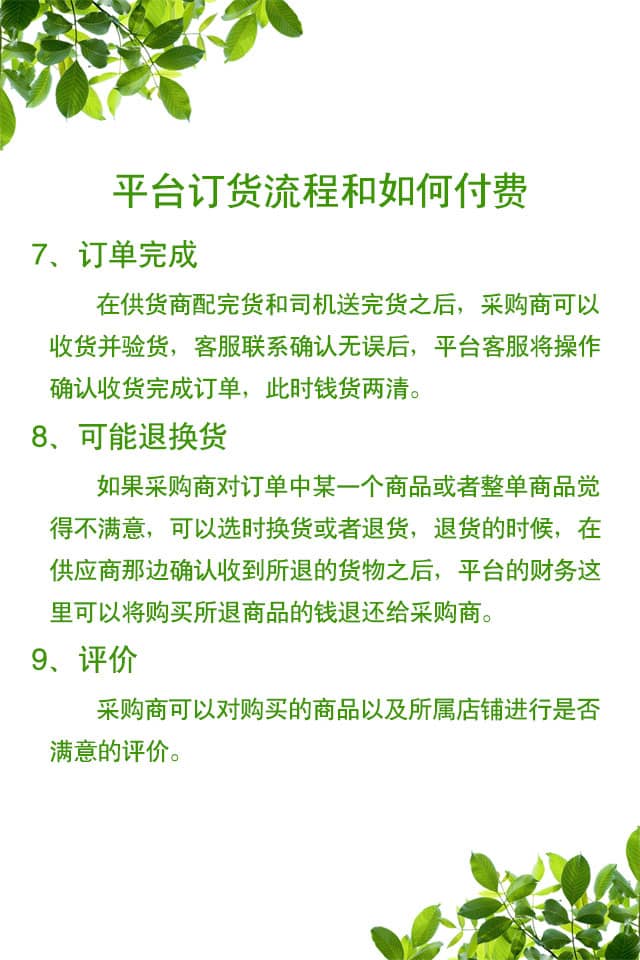 平台订货流程和如何付费
7、订单完成
在供货商配完货和司机送完货之后，采购商可以
收货并验货，客服联系确认无误后，平台客服将操作
确认收货完成订单，此时钱货两清。
8、可能退换货
如果采购商对订单中某一个商品或者整单商品觉
得不满意，可以选时换货或者退货，退货的时候，在
供应商那边确认收到所退的货物之后，平台的财务这
里可以将购买所退商品的钱退还给采购商。
9、评价
采购商可以对购买的商品以及所属店铺进行是否
满意的评价。